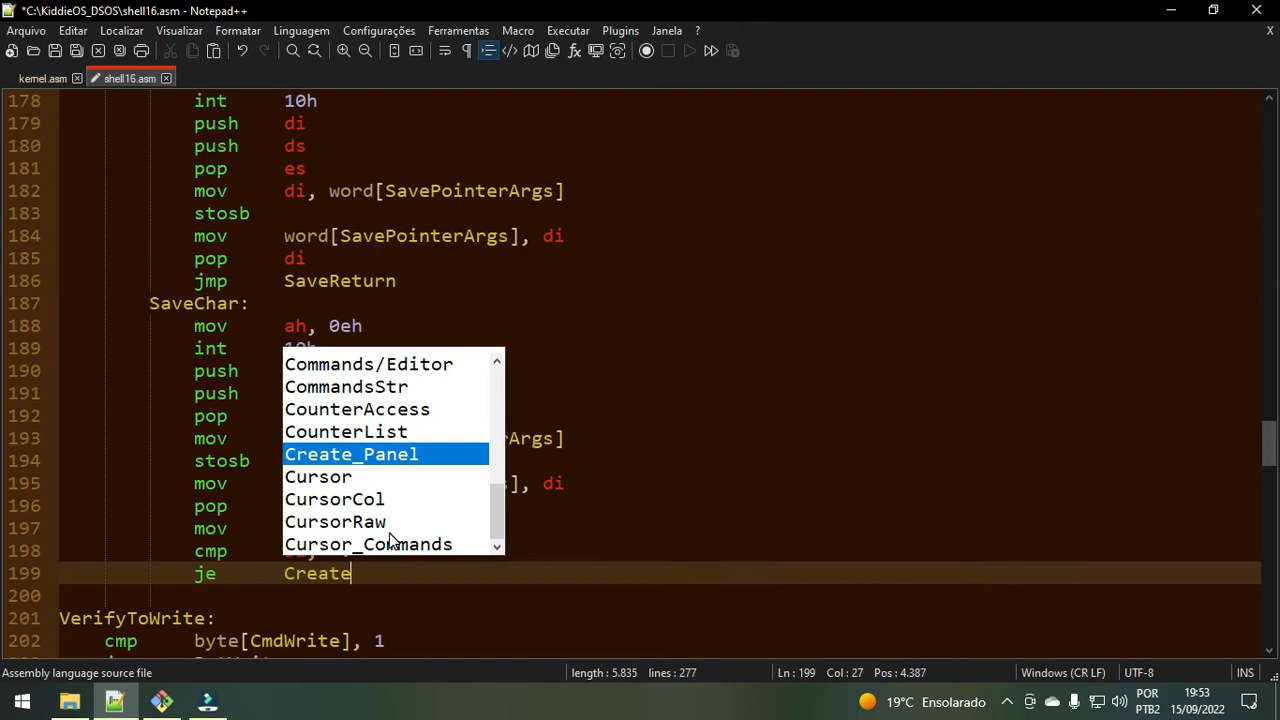 *C:\KiddieOS_DSOS\shell16.asm - Notepad++
Arquivo Editar Localizar Visualizar Formatar Linguagem Configurações Ferramentas Macro Executar Plugins Janela ? X
kernel.asm shell16.asm
178 int 10h
179 push di
180 push ds
181 pop es
182 mov di, word[SavePointerArgs]
183 stosb
184 mov word[SavePointerArgs], di
185 pop di
186 jmp SaveReturn
187 SaveChar:
188 mov ah, 0eh
189 int 10h
190 push
191 push
192 pop
193 mov rArgs]
194 stosb
195 mov ], di
196 pop
197 mov
198 cmp
199 je Create
200
201 VerifyToWrite:
202 cmp byte[CmdWrite], 1
Commands/Editor
CommandsStr
CounterAccess
CounterList
Create_Panel
Cursor
CursorCol
CursorRaw
Cursor_Commands
Assembly language source file length : 5.835 lines : 277 Ln : 199 Col : 27 Pos : 4.387 Windows (CR LF) UTF-8 INS
19°C Ensolarado POR 19:53
PTB2 15/09/2022